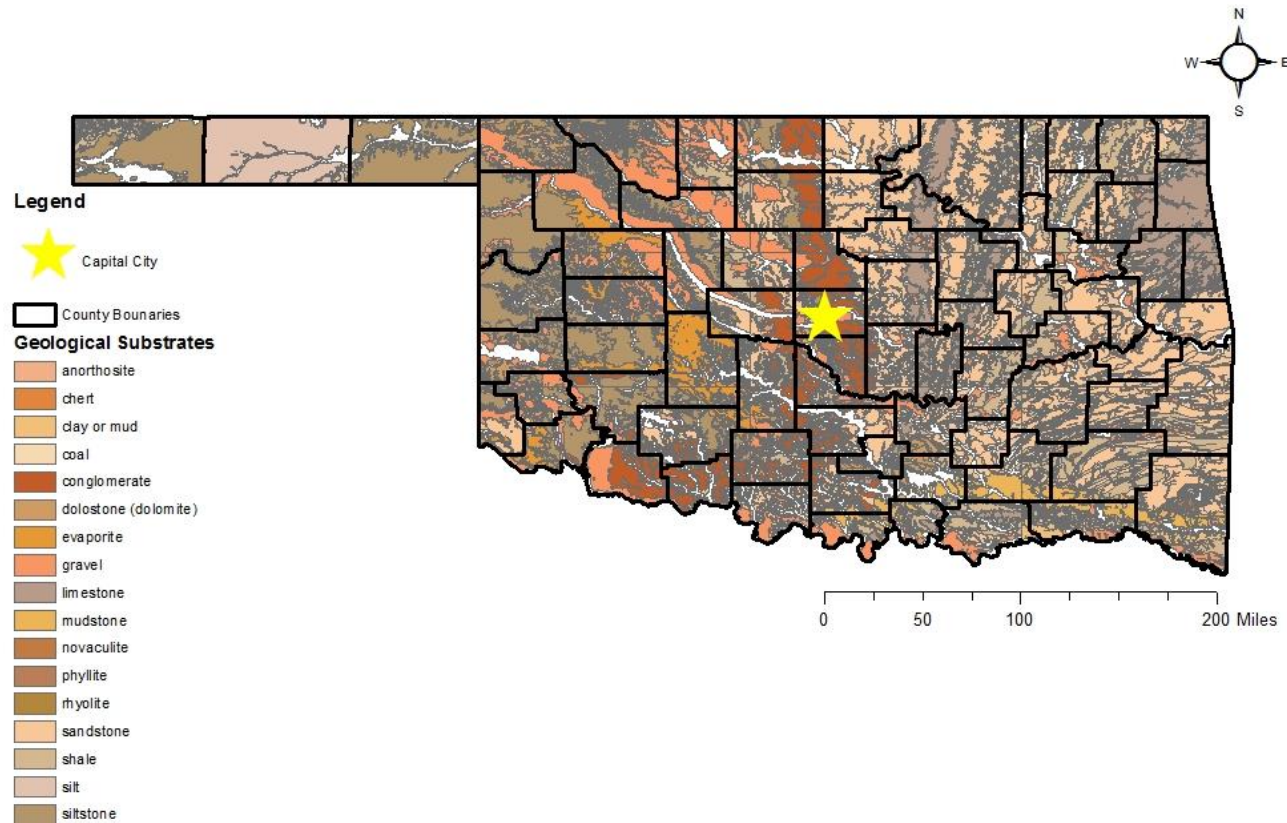 N
W E
S
Legend
Capital City
County Bounaries
Geological Substrates
anorthosite
chert
clay or mud
coal
conglomerate
dolostone (dolomite)
evaporite
gravel
limestone
mudstone
novaculite
phyllite
rhyolite
sandstone
shale
silt
siltstone
0 50 100 200 Miles